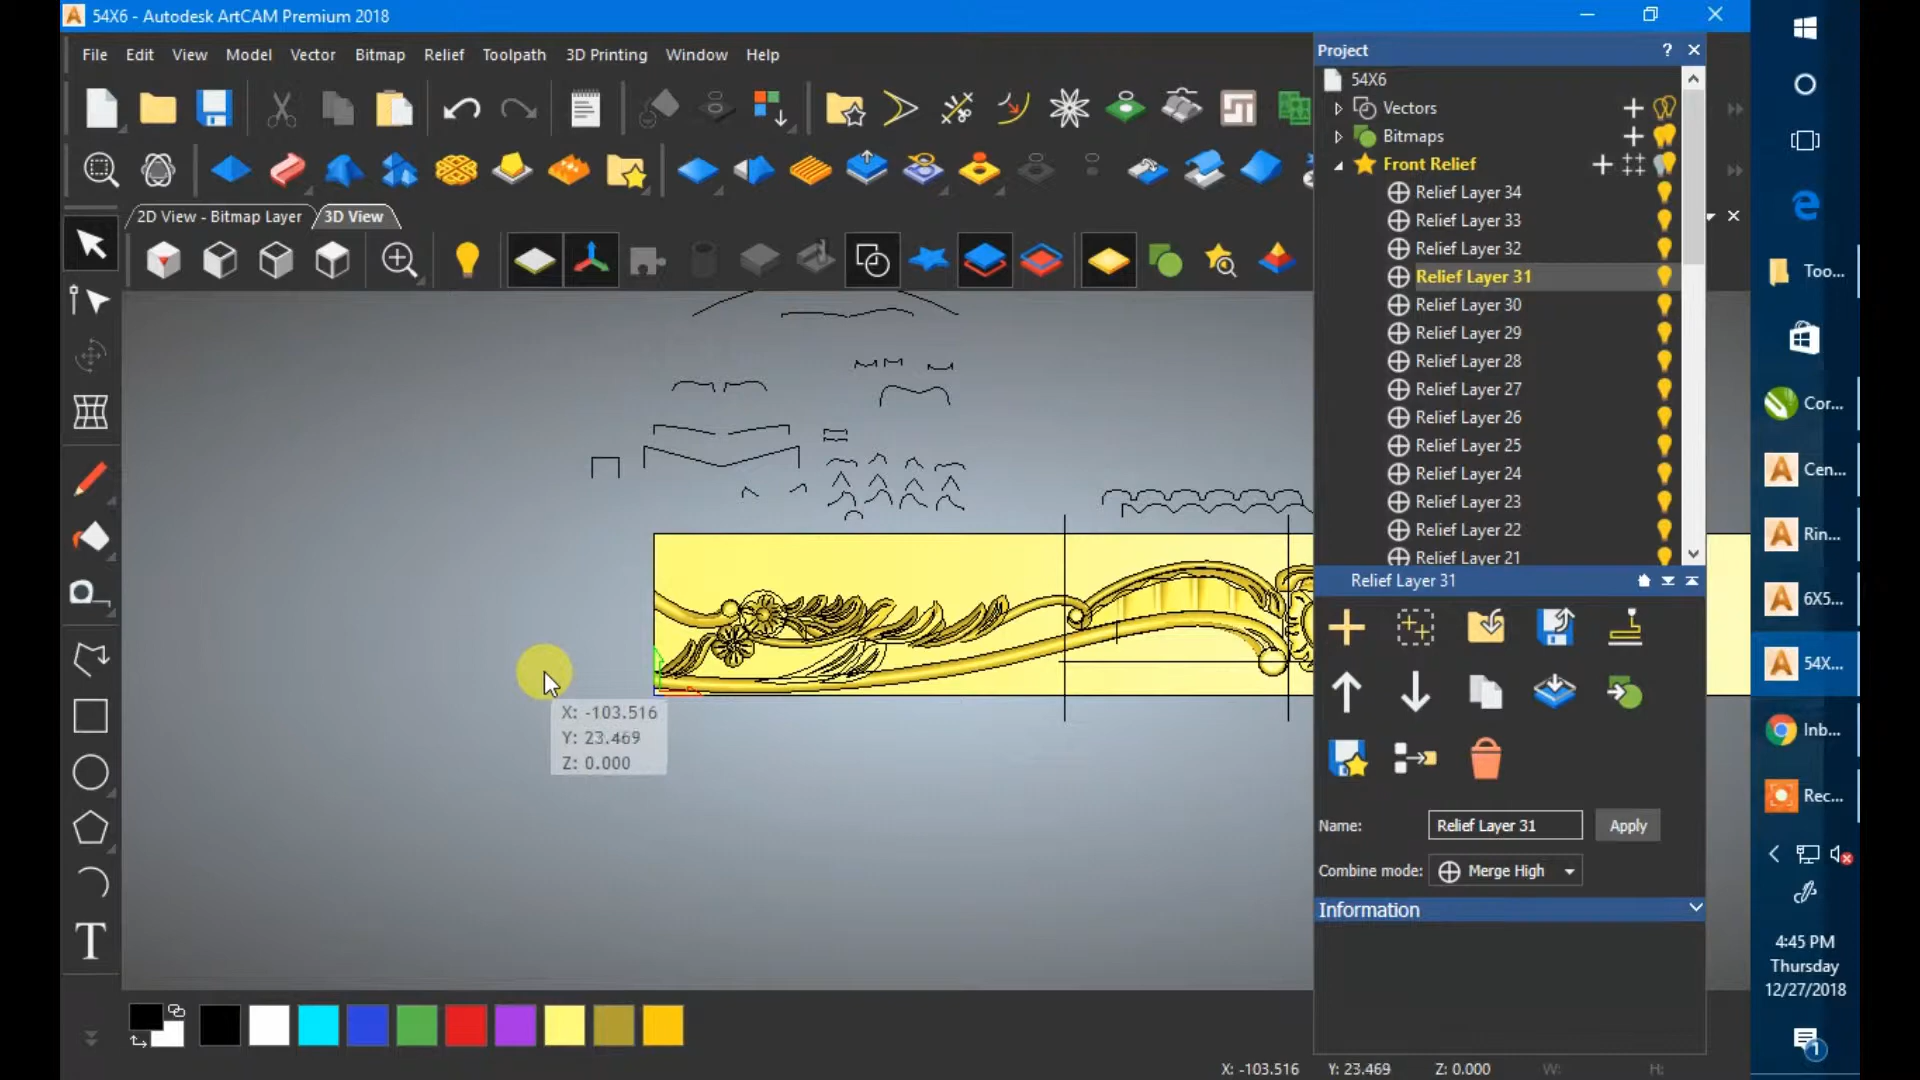 54X6 - Autodesk ArtCAM Premium 2018
File Edit View Model Vector Bitmap Relief Toolpath 3D Printing Window Help
2D View - Bitmap Layer
3D View
X: -103.516
Y: 23.469
Z: 0.000
Project
54X6
Vectors
Bitmaps
Front Relief
Relief Layer 34
Relief Layer 33
Relief Layer 32
Relief Layer 31
Relief Layer 30
Relief Layer 29
Relief Layer 28
Relief Layer 27
Relief Layer 26
Relief Layer 25
Relief Layer 24
Relief Layer 23
Relief Layer 22
Relief Layer 21
Relief Layer 31
Name: Relief Layer 31 Apply
Combine mode: Merge High
Information
X: -103.516 Y: 23.469 Z: 0.000 W: H:
Too...
Cor...
Cen...
Rin...
6X5...
54X...
Inb...
Rec...
4:45 PM
Thursday
12/27/2018
1